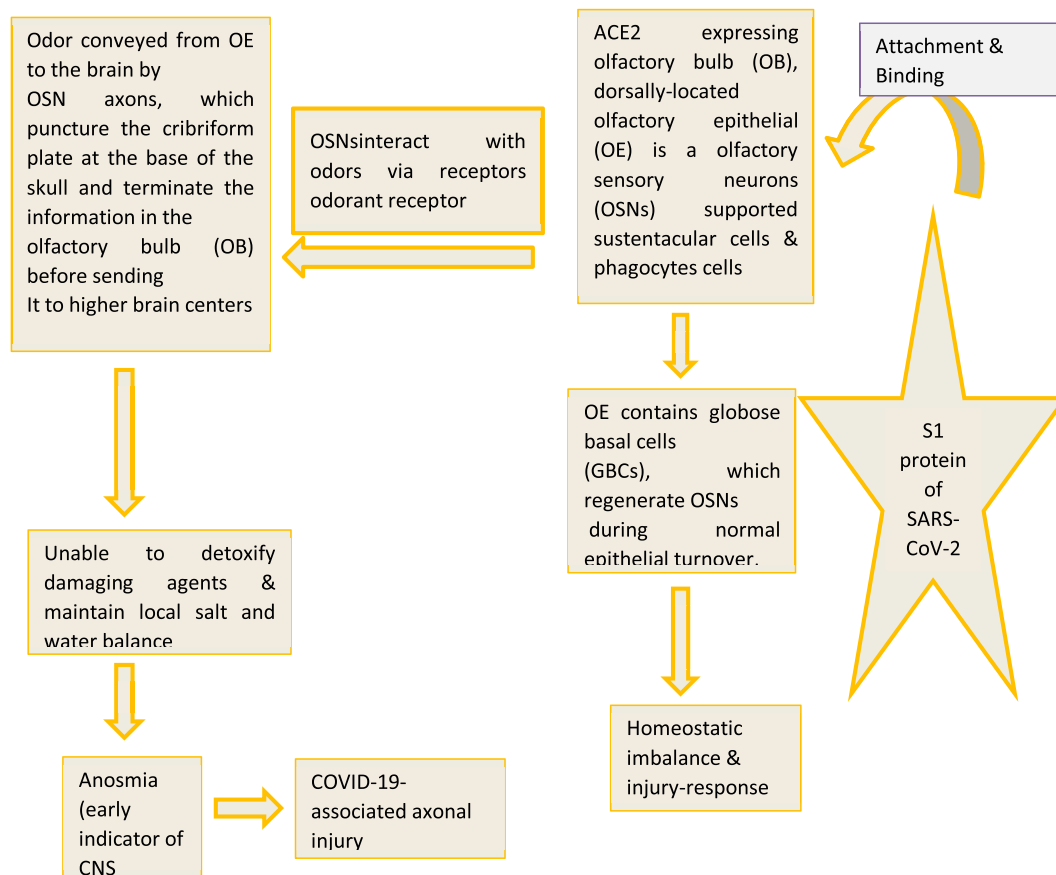 Odor conveyed from OE
to the brain by
OSN axons, which
puncture the cribriform
plate at the base of the
skull and terminate the
information in the
olfactory bulb (OB)
before sending
It to higher brain centers
OSNsinteract with
odors via receptors
odorant receptor
ACE2 expressing
olfactory bulb (OB),
dorsally-located
olfactory epithelial
(OE) is a olfactory
sensory neurons
(OSNs) supported
sustentacular cells &
phagocytes cells
Attachment &
Binding
S1
protein
of
SARS-
CoV-2
OE contains globose
basal cells
(GBCs), which
regenerate OSNs
during normal
epithelial turnover.
Homeostatic
imbalance &
injury-response
Unable to detoxify
damaging agents &
maintain local salt and
water balance
Anosmia
(early
indicator of
CNS
COVID-19-
associated axonal
injury